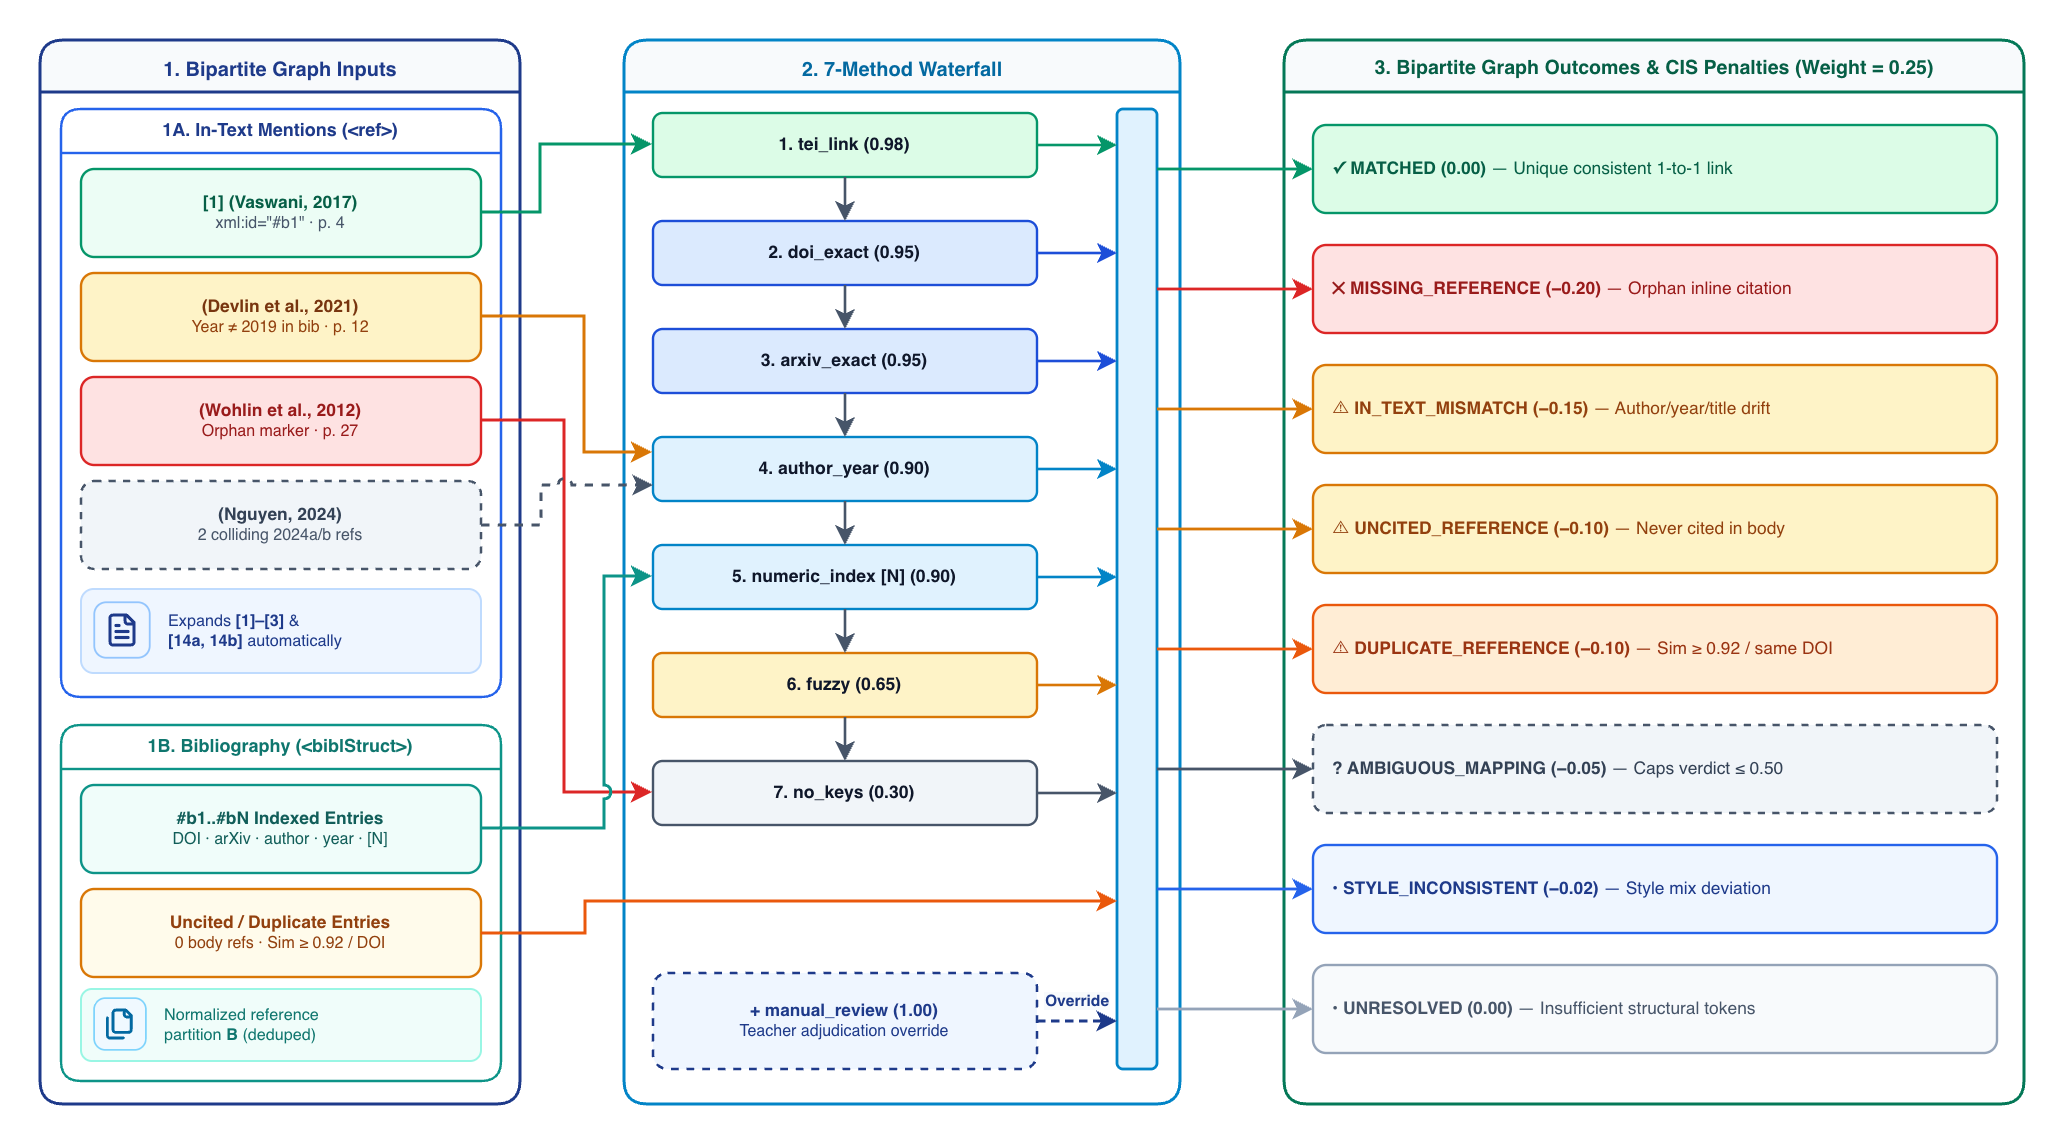 1. Bipartite Graph Inputs
1A. In-Text Mentions (<ref>)
[1] (Vaswani, 2017)
xml:id="#b1" · p. 4
(Devlin et al., 2021)
Year ≠ 2019 in bib · p. 12
(Wohlin et al., 2012)
Orphan marker · p. 27
(Nguyen, 2024)
2 colliding 2024a/b refs
Expands [1]–[3] &
[14a, 14b] automatically
1B. Bibliography (<biblStruct>)
#b1..#bN Indexed Entries
DOI · arXiv · author · year · [N]
Uncited / Duplicate Entries
0 body refs · Sim ≥ 0.92 / DOI
Normalized reference
partition B (deduped)
2. 7-Method Waterfall
1. tei_link (0.98)
2. doi_exact (0.95)
3. arxiv_exact (0.95)
4. author_year (0.90)
5. numeric_index [N] (0.90)
6. fuzzy (0.65)
7. no_keys (0.30)
+ manual_review (1.00)
Teacher adjudication override
Override
3. Bipartite Graph Outcomes & CIS Penalties (Weight = 0.25)
✓ MATCHED (0.00) — Unique consistent 1-to-1 link
✕ MISSING_REFERENCE (−0.20) — Orphan inline citation
⚠ IN_TEXT_MISMATCH (−0.15) — Author/year/title drift
⚠ UNCITED_REFERENCE (−0.10) — Never cited in body
⚠ DUPLICATE_REFERENCE (−0.10) — Sim ≥ 0.92 / same DOI
? AMBIGUOUS_MAPPING (−0.05) — Caps verdict ≤ 0.50
· STYLE_INCONSISTENT (−0.02) — Style mix deviation
· UNRESOLVED (0.00) — Insufficient structural tokens